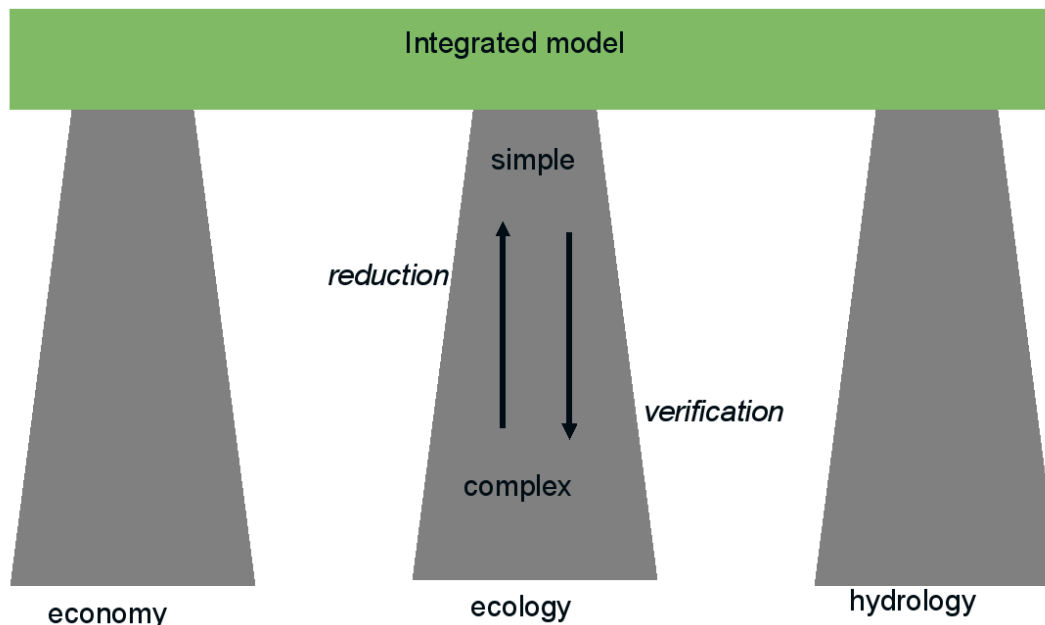 Integrated model
simple
reduction
verification
complex
economy
ecology
hydrology